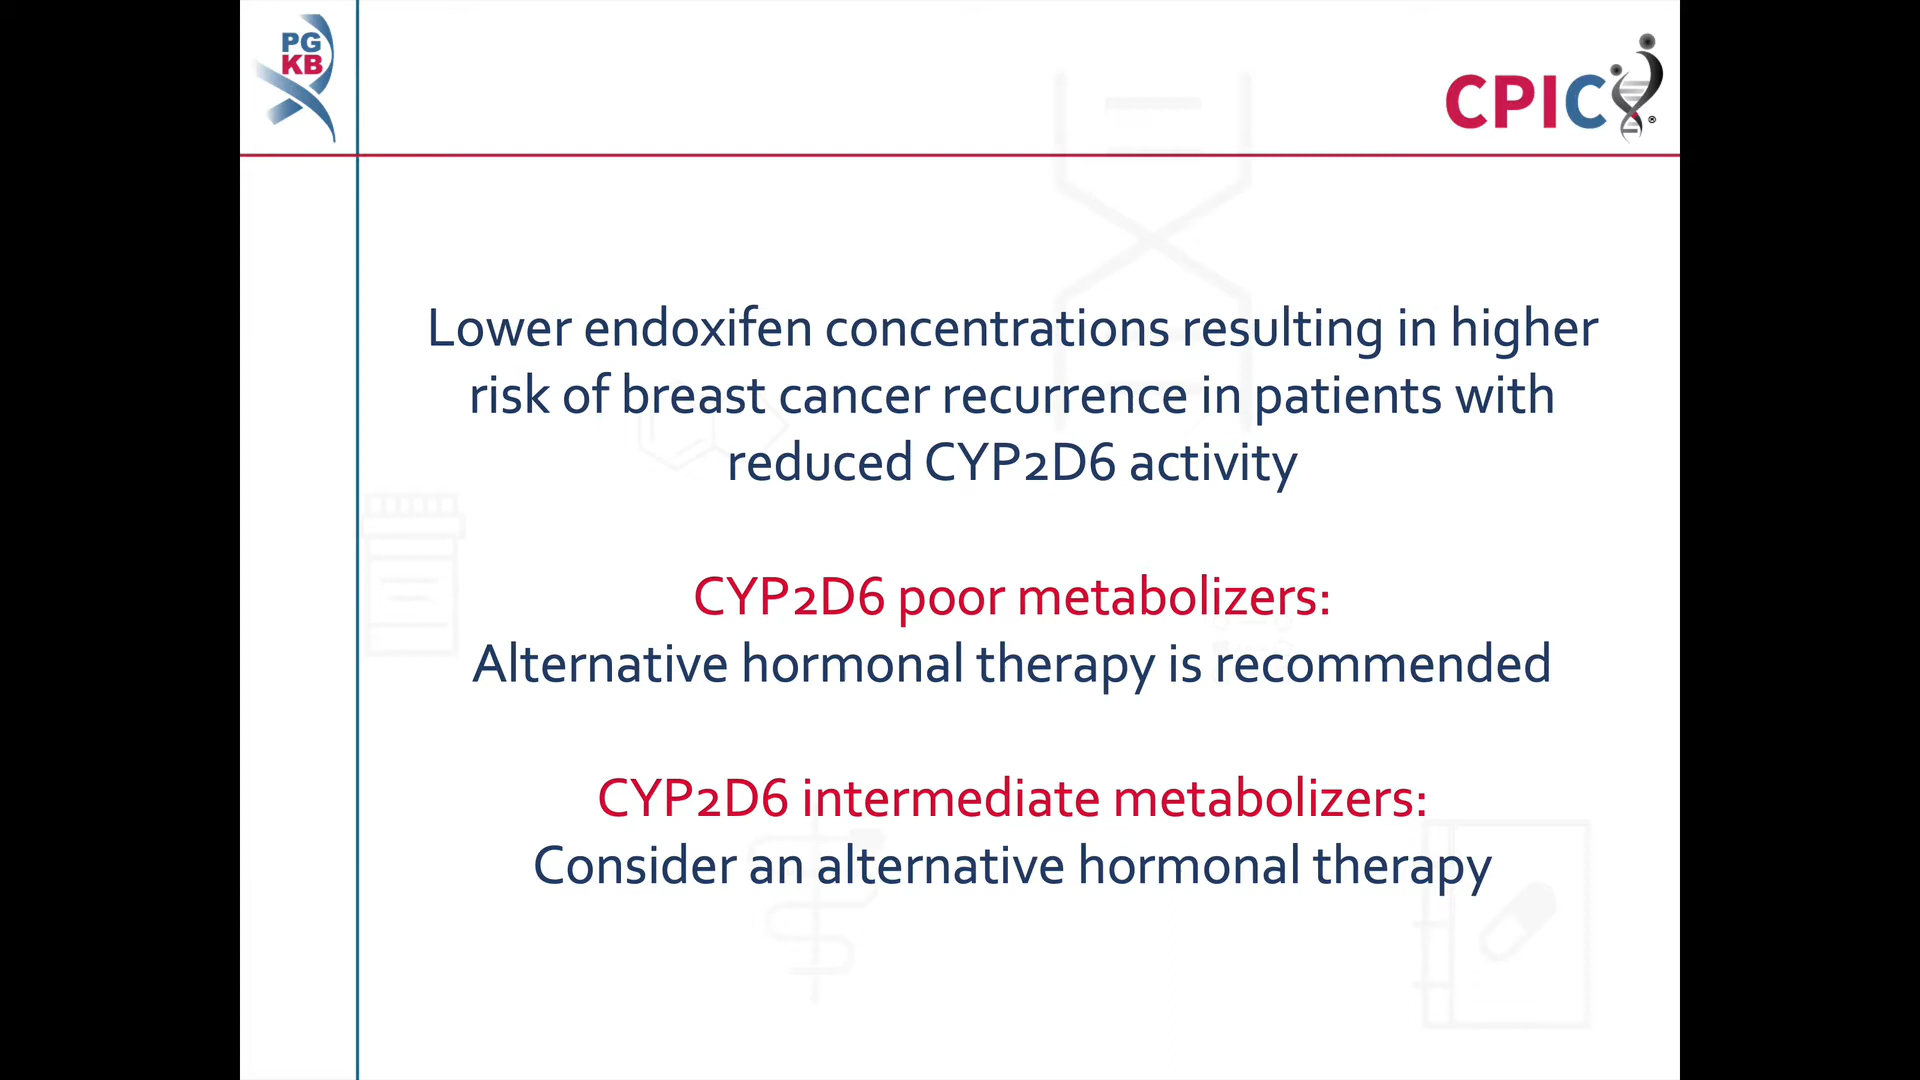 PG
KB
CPIC®
Lower endoxifen concentrations resulting in higher
risk of breast cancer recurrence in patients with
reduced CYP2D6 activity
CYP2D6 poor metabolizers:
Alternative hormonal therapy is recommended
CYP2D6 intermediate metabolizers:
Consider an alternative hormonal therapy